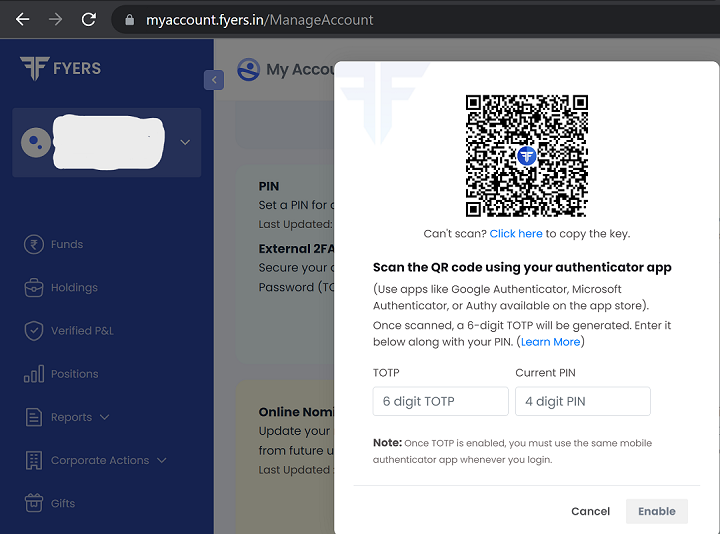 myaccount.fyers.in/ManageAccount
FYERS
My Accou
PIN
Set a PIN for
Last Updated:
External 2FA
Secure your
Password (TO
Funds
Holdings
Verified P&L
Positions
Reports
Corporate Actions
Gifts
Online Nomi
Update your
from future u
Last Updated
Can't scan? Click here to copy the key.
Scan the QR code using your authenticator app
(Use apps like Google Authenticator, Microsoft
Authenticator, or Authy available on the app store).
Once scanned, a 6-digit TOTP will be generated. Enter it
below along with your PIN. (Learn More)
TOTP Current PIN
6 digit TOTP 4 digit PIN
Note: Once TOTP is enabled, you must use the same mobile
authenticator app whenever you login.
Cancel Enable